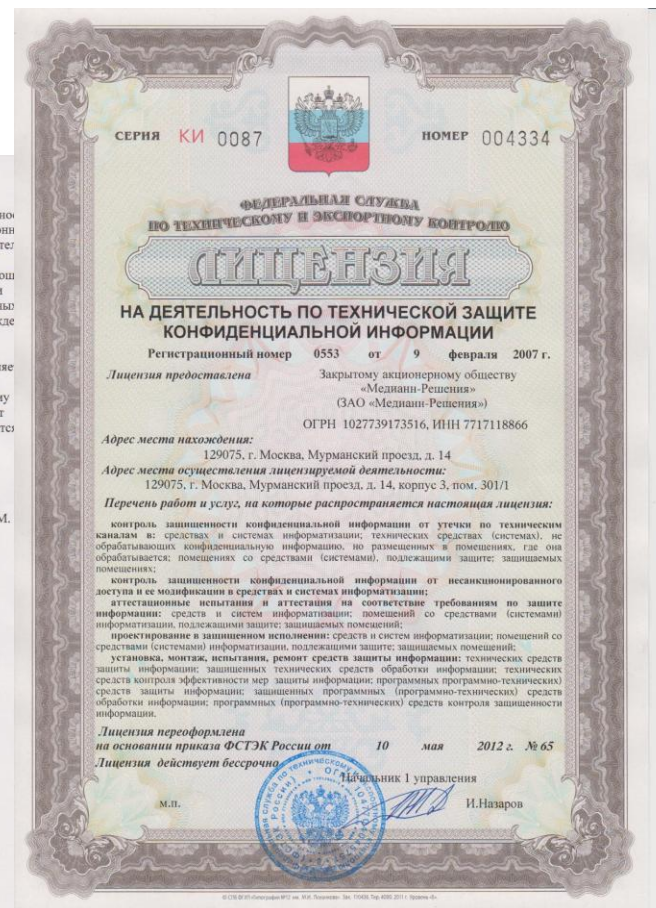 СЕРИЯ КИ 0087
НОМЕР 004334
ФЕДЕРАЛЬНАЯ СЛУЖБА
ПО ТЕХНИЧЕСКОМУ И ЭКСПОРТНОМУ КОНТРОЛЮ
ЛИЦЕНЗИЯ
НА ДЕЯТЕЛЬНОСТЬ ПО ТЕХНИЧЕСКОЙ ЗАЩИТЕ
КОНФИДЕНЦИАЛЬНОЙ ИНФОРМАЦИИ
Регистрационный номер 0553 от 9 февраля 2007 г.
Лицензия предоставлена Закрытому акционерному обществу
«Медианн-Решения»
(ЗАО «Медианн-Решения»)
ОГРН 1027739173516, ИНН 7717118866
Адрес места нахождения:
129075, г. Москва, Мурманский проезд, д. 14
Адрес места осуществления лицензируемой деятельности:
129075, г. Москва, Мурманский проезд, д. 14, корпус 3, пом. 301/1
Перечень работ и услуг, на которые распространяется настоящая лицензия:
контроль защищенности конфиденциальной информации от утечки по техническим
каналам в: средствах и системах информатизации; технических средствах (системах), не
обрабатывающих конфиденциальную информацию, но размещенных в помещениях, где она
обрабатывается; помещениях со средствами (системами), подлежащими защите; защищаемых
помещениях;
контроль защищенности конфиденциальной информации от несанкционированного
доступа и ее модификации в средствах и системах информатизации;
аттестационные испытания и аттестация на соответствие требованиям по защите
информации: средств и систем информатизации; помещений со средствами (системами)
информатизации, подлежащими защите; защищаемых помещений;
проектирование в защищенном исполнении: средств и систем информатизации; помещений со
средствами (системами) информатизации, подлежащими защите; защищаемых помещений;
установка, монтаж, испытания, ремонт средств защиты информации: технических средств
защиты информации; защищенных технических средств обработки информации; технических
средств контроля эффективности мер защиты информации; программных (программно-технических)
средств защиты информации; защищенных программных (программно-технических) средств
обработки информации; программных (программно-технических) средств контроля защищенности
информации.
Лицензия переоформлена
на основании приказа ФСТЭК России от 10 мая 2012 г. № 65
Лицензия действует бессрочно
Начальник 1 управления
м.п.
И.Назаров